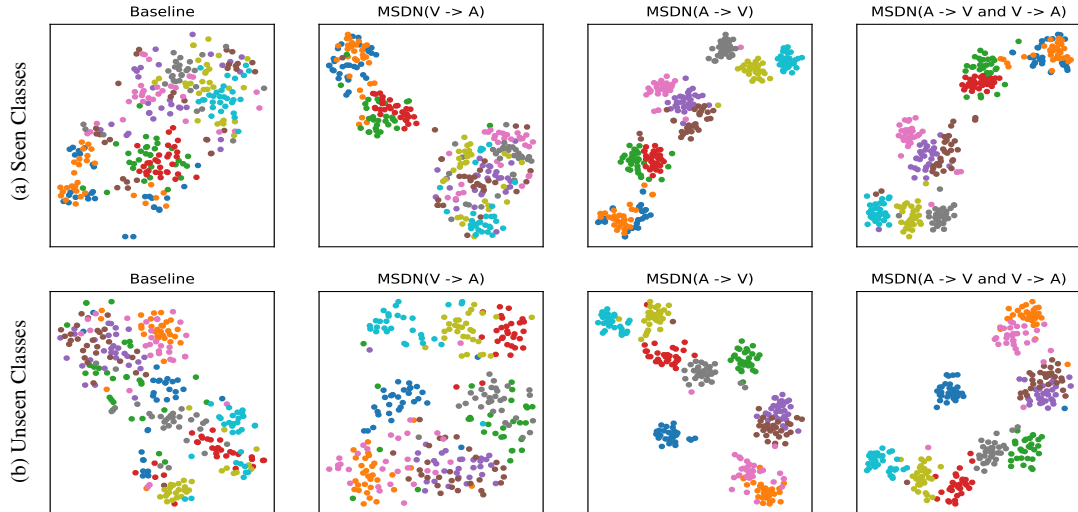 Baseline
MSDN(V -> A)
MSDN(A -> V)
MSDN(A -> V and V -> A)
(a) Seen Classes
Baseline
MSDN(V -> A)
MSDN(A -> V)
MSDN(A -> V and V -> A)
(b) Unseen Classes